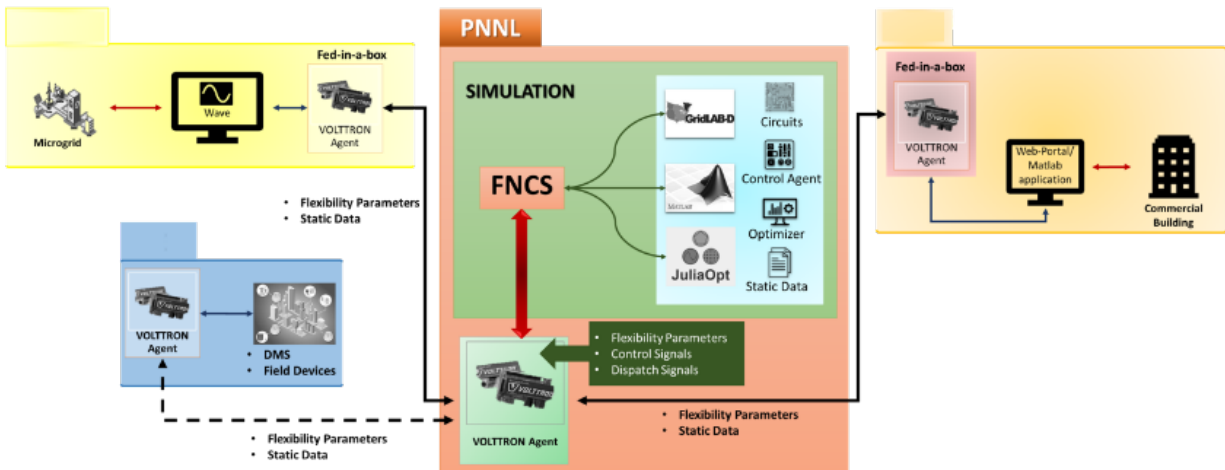 PNNL
Fed-in-a-box
Wave
VOLTTRON
Agent
Microgrid
• Flexibility Parameters
• Static Data
SIMULATION
FNCS
GridLAB-D
Circuits
Control Agent
Optimizer
JuliaOpt
Static Data
Fed-in-a-box
VOLTTRON
Agent
Web-Portal/
Matlab
application
Commercial
Building
VOLTTRON
Agent
• DMS
• Field Devices
• Flexibility Parameters
• Control Signals
• Dispatch Signals
VOLTTRON
VOLTTRON Agent
• Flexibility Parameters
• Static Data
• Flexibility Parameters
• Static Data